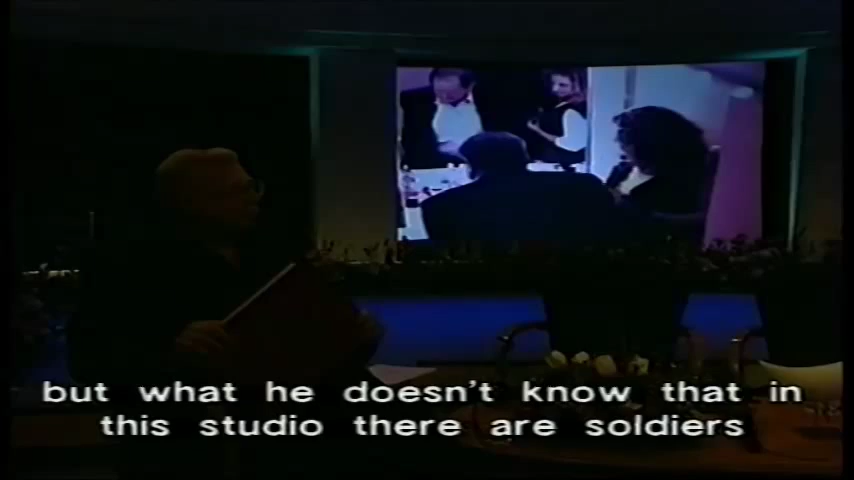 but what he doesn't know that in
this studio there are soldiers